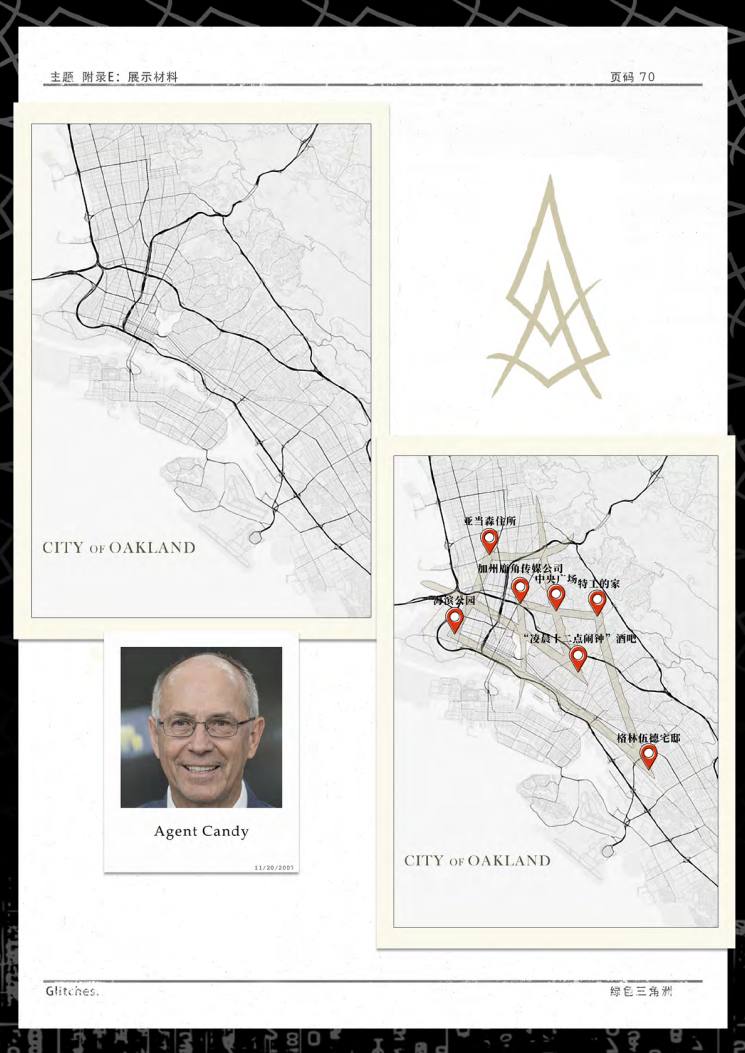 主题 附录E: 展示材料
页码 70
CITY OF OAKLAND
亚当森住所
加州鹿角传媒公司
中央广场
特工的家
海滨公园
“凌晨十二点闹钟”酒吧
格林伍德宅邸
CITY OF OAKLAND
Agent Candy
11/20/2007
Glitches.
绿色三角洲